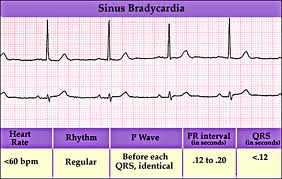 Sinus Bradycardia
Heart Rate
Rhythm
P Wave
PR interval (in seconds)
QRS (in seconds)
<60 bpm
Regular
Before each QRS, identical
.12 to .20
<.12